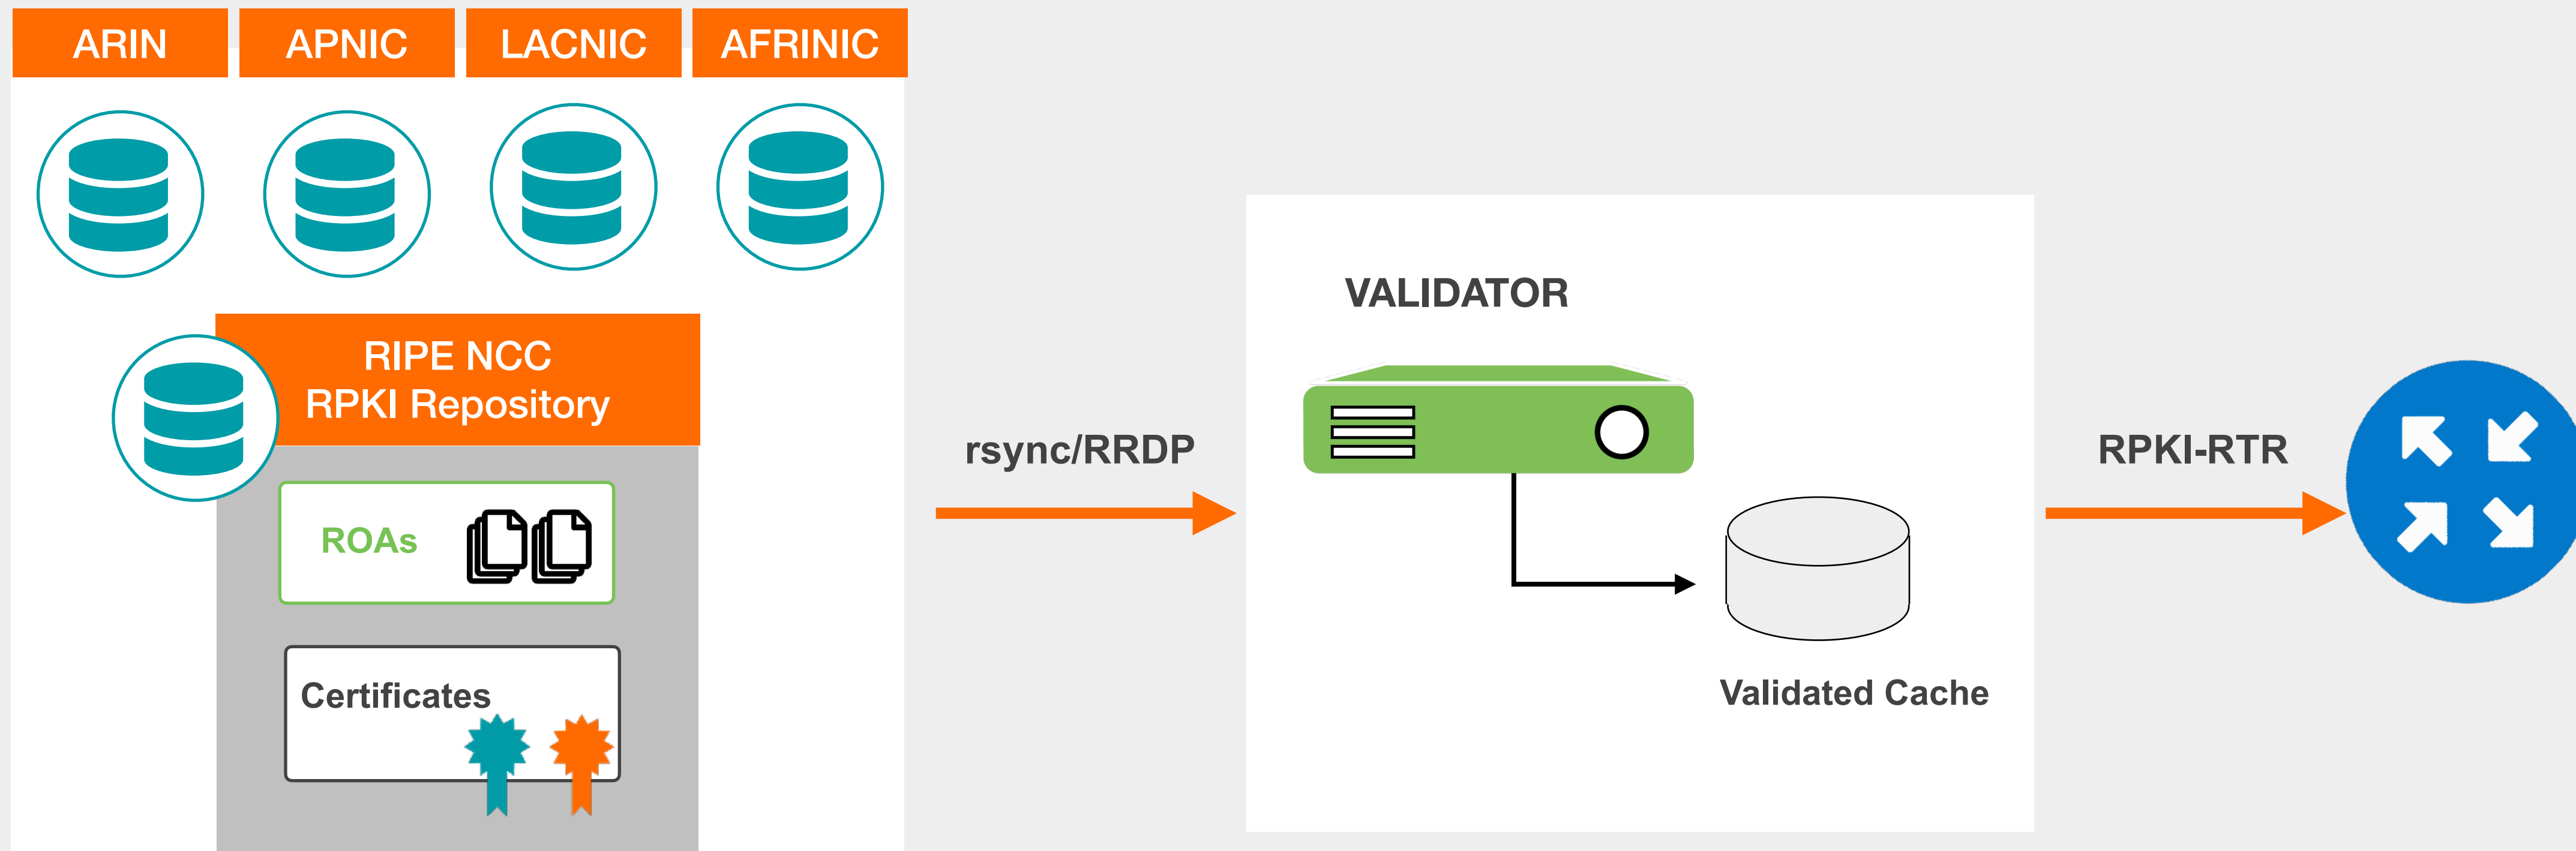 ARIN
APNIC
LACNIC
AFRINIC
RIPE NCC
RPKI Repository
ROAs
Certificates
rsync/RRDP
VALIDATOR
Validated Cache
RPKI-RTR